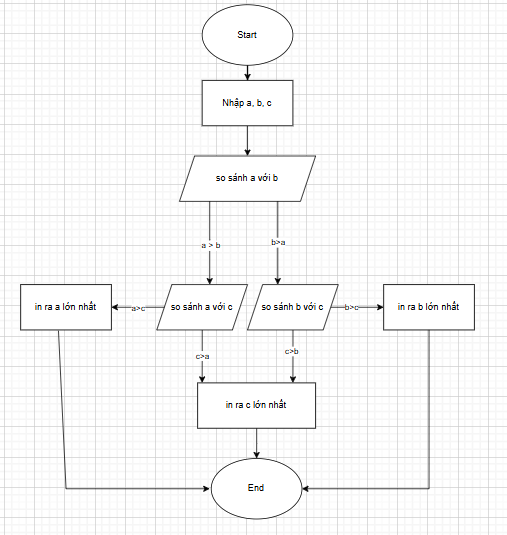 Start
Nhập a, b, c
so sánh a với b
a > b
b>a
in ra a lớn nhất
a>c
so sánh a với c
so sánh b với c
b>c
in ra b lớn nhất
c>a
c>b
in ra c lớn nhất
End